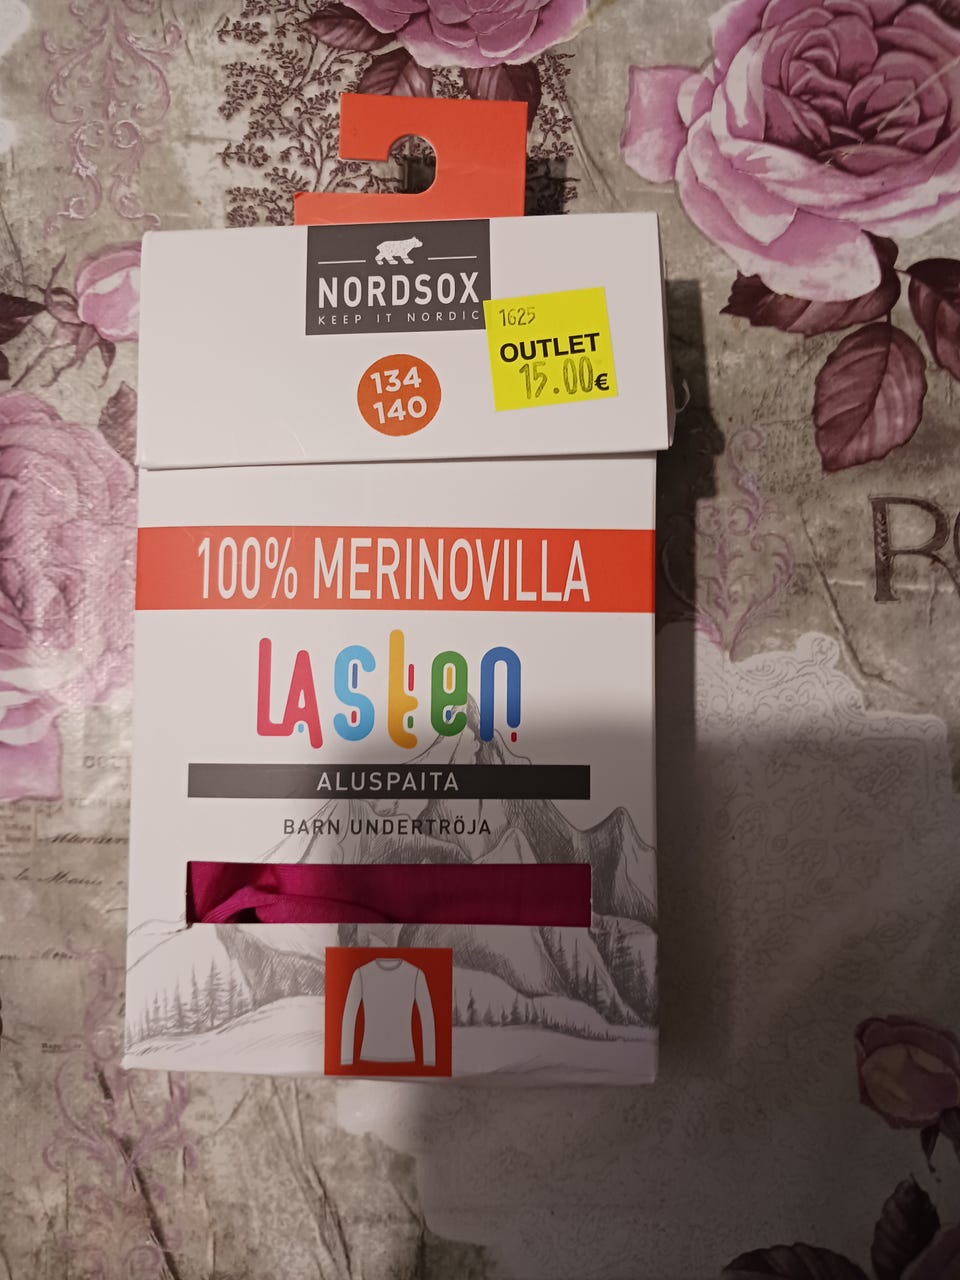 NORDSOX
KEEP IT NORDIC
1625
OUTLET
15.00€
134
140
100% MERINOVILLA
LASten
ALUSPAITA
BARN UNDERTRÖJA
R